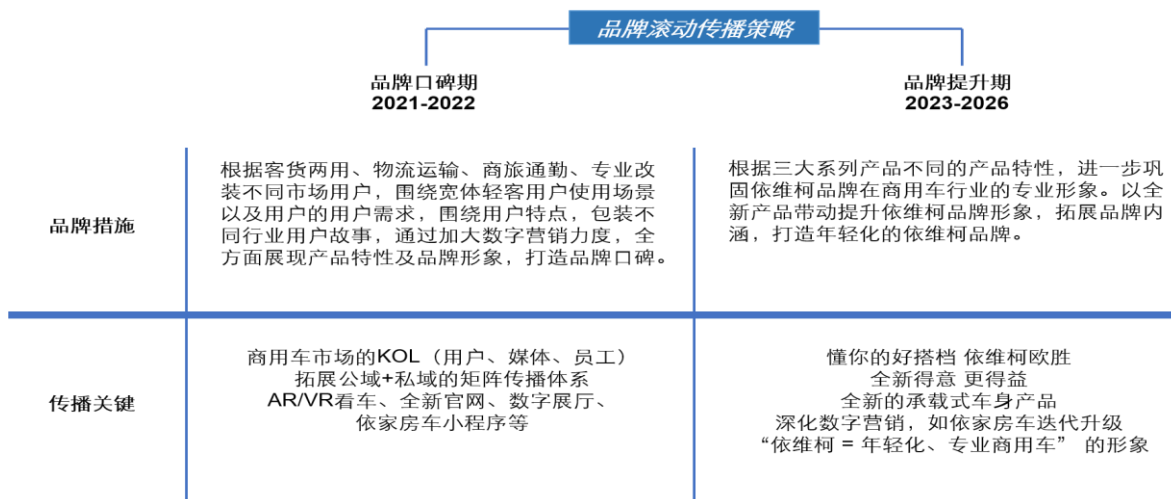 品牌滚动传播策略
品牌口碑期
2021-2022
品牌提升期
2023-2026
品牌措施
根据客货两用、物流运输、商旅通勤、专业改
装不同市场用户，围绕宽体轻客用户使用场景
以及用户的用户需求，围绕用户特点，包装不
同行业用户故事，通过加大数字营销力度，全
方面展现产品特性及品牌形象，打造品牌口碑。
根据三大系列产品不同的产品特性，进一步巩
固依维柯品牌在商用车行业的专业形象。以全
新产品带动提升依维柯品牌形象，拓展品牌内
涵，打造年轻化的依维柯品牌。
传播关键
商用车市场的KOL（用户、媒体、员工）
拓展公域+私域的矩阵传播体系
AR/VR看车、全新官网、数字展厅、
依家房车小程序等
懂你的好搭档 依维柯欧胜
全新得意 更得益
全新的承载式车身产品
深化数字营销，如依家房车迭代升级
“依维柯 = 年轻化、专业商用车” 的形象